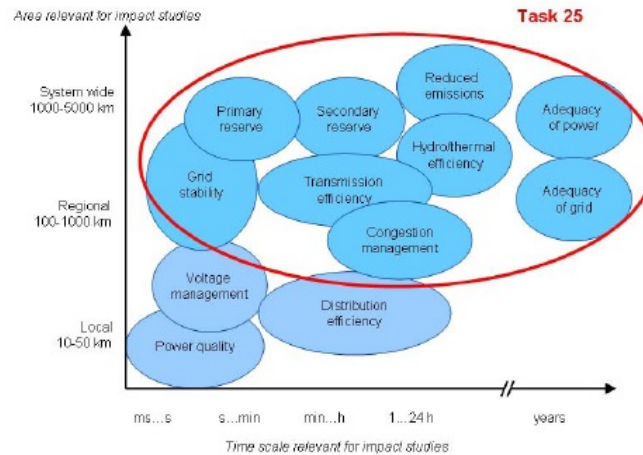 Area relevant for impact studies
Task 25
System wide
1000-5000 km
Reduced
emissions
Primary
reserve
Secondary
reserve
Adequacy
of power
Hydro/thermal
efficiency
Grid
stability
Transmission
efficiency
Adequacy
of grid
Regional
100-1000 km
Congestion
management
Voltage
management
Distribution
efficiency
Local
10-50 km
Power quality
ms...s
s...min
min...h
1...24 h
years
Time scale relevant for impact studies